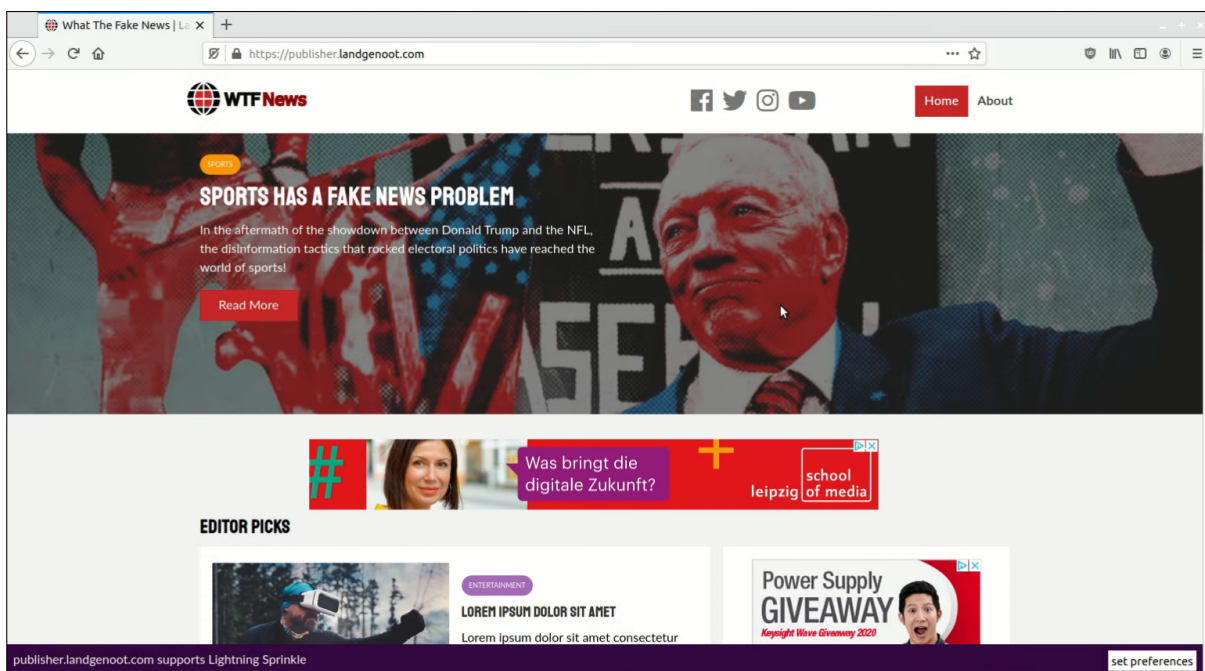 What The Fake News | La
https://publisher.landgenoot.com
WTFNews
Home
About
SPORTS
SPORTS HAS A FAKE NEWS PROBLEM
In the aftermath of the showdown between Donald Trump and the NFL,
the disinformation tactics that rocked electoral politics have reached the
world of sports!
Read More
Was bringt die
digitale Zukunft?
school
leipzig of media
EDITOR PICKS
ENTERTAINMENT
LOREM IPSUM DOLOR SIT AMET
Lorem ipsum dolor sit amet consectetur
Power Supply
GIVEAWAY
Keysight Wave Giveaway 2020
publisher.landgenoot.com supports Lightning Sprinkle
set preferences